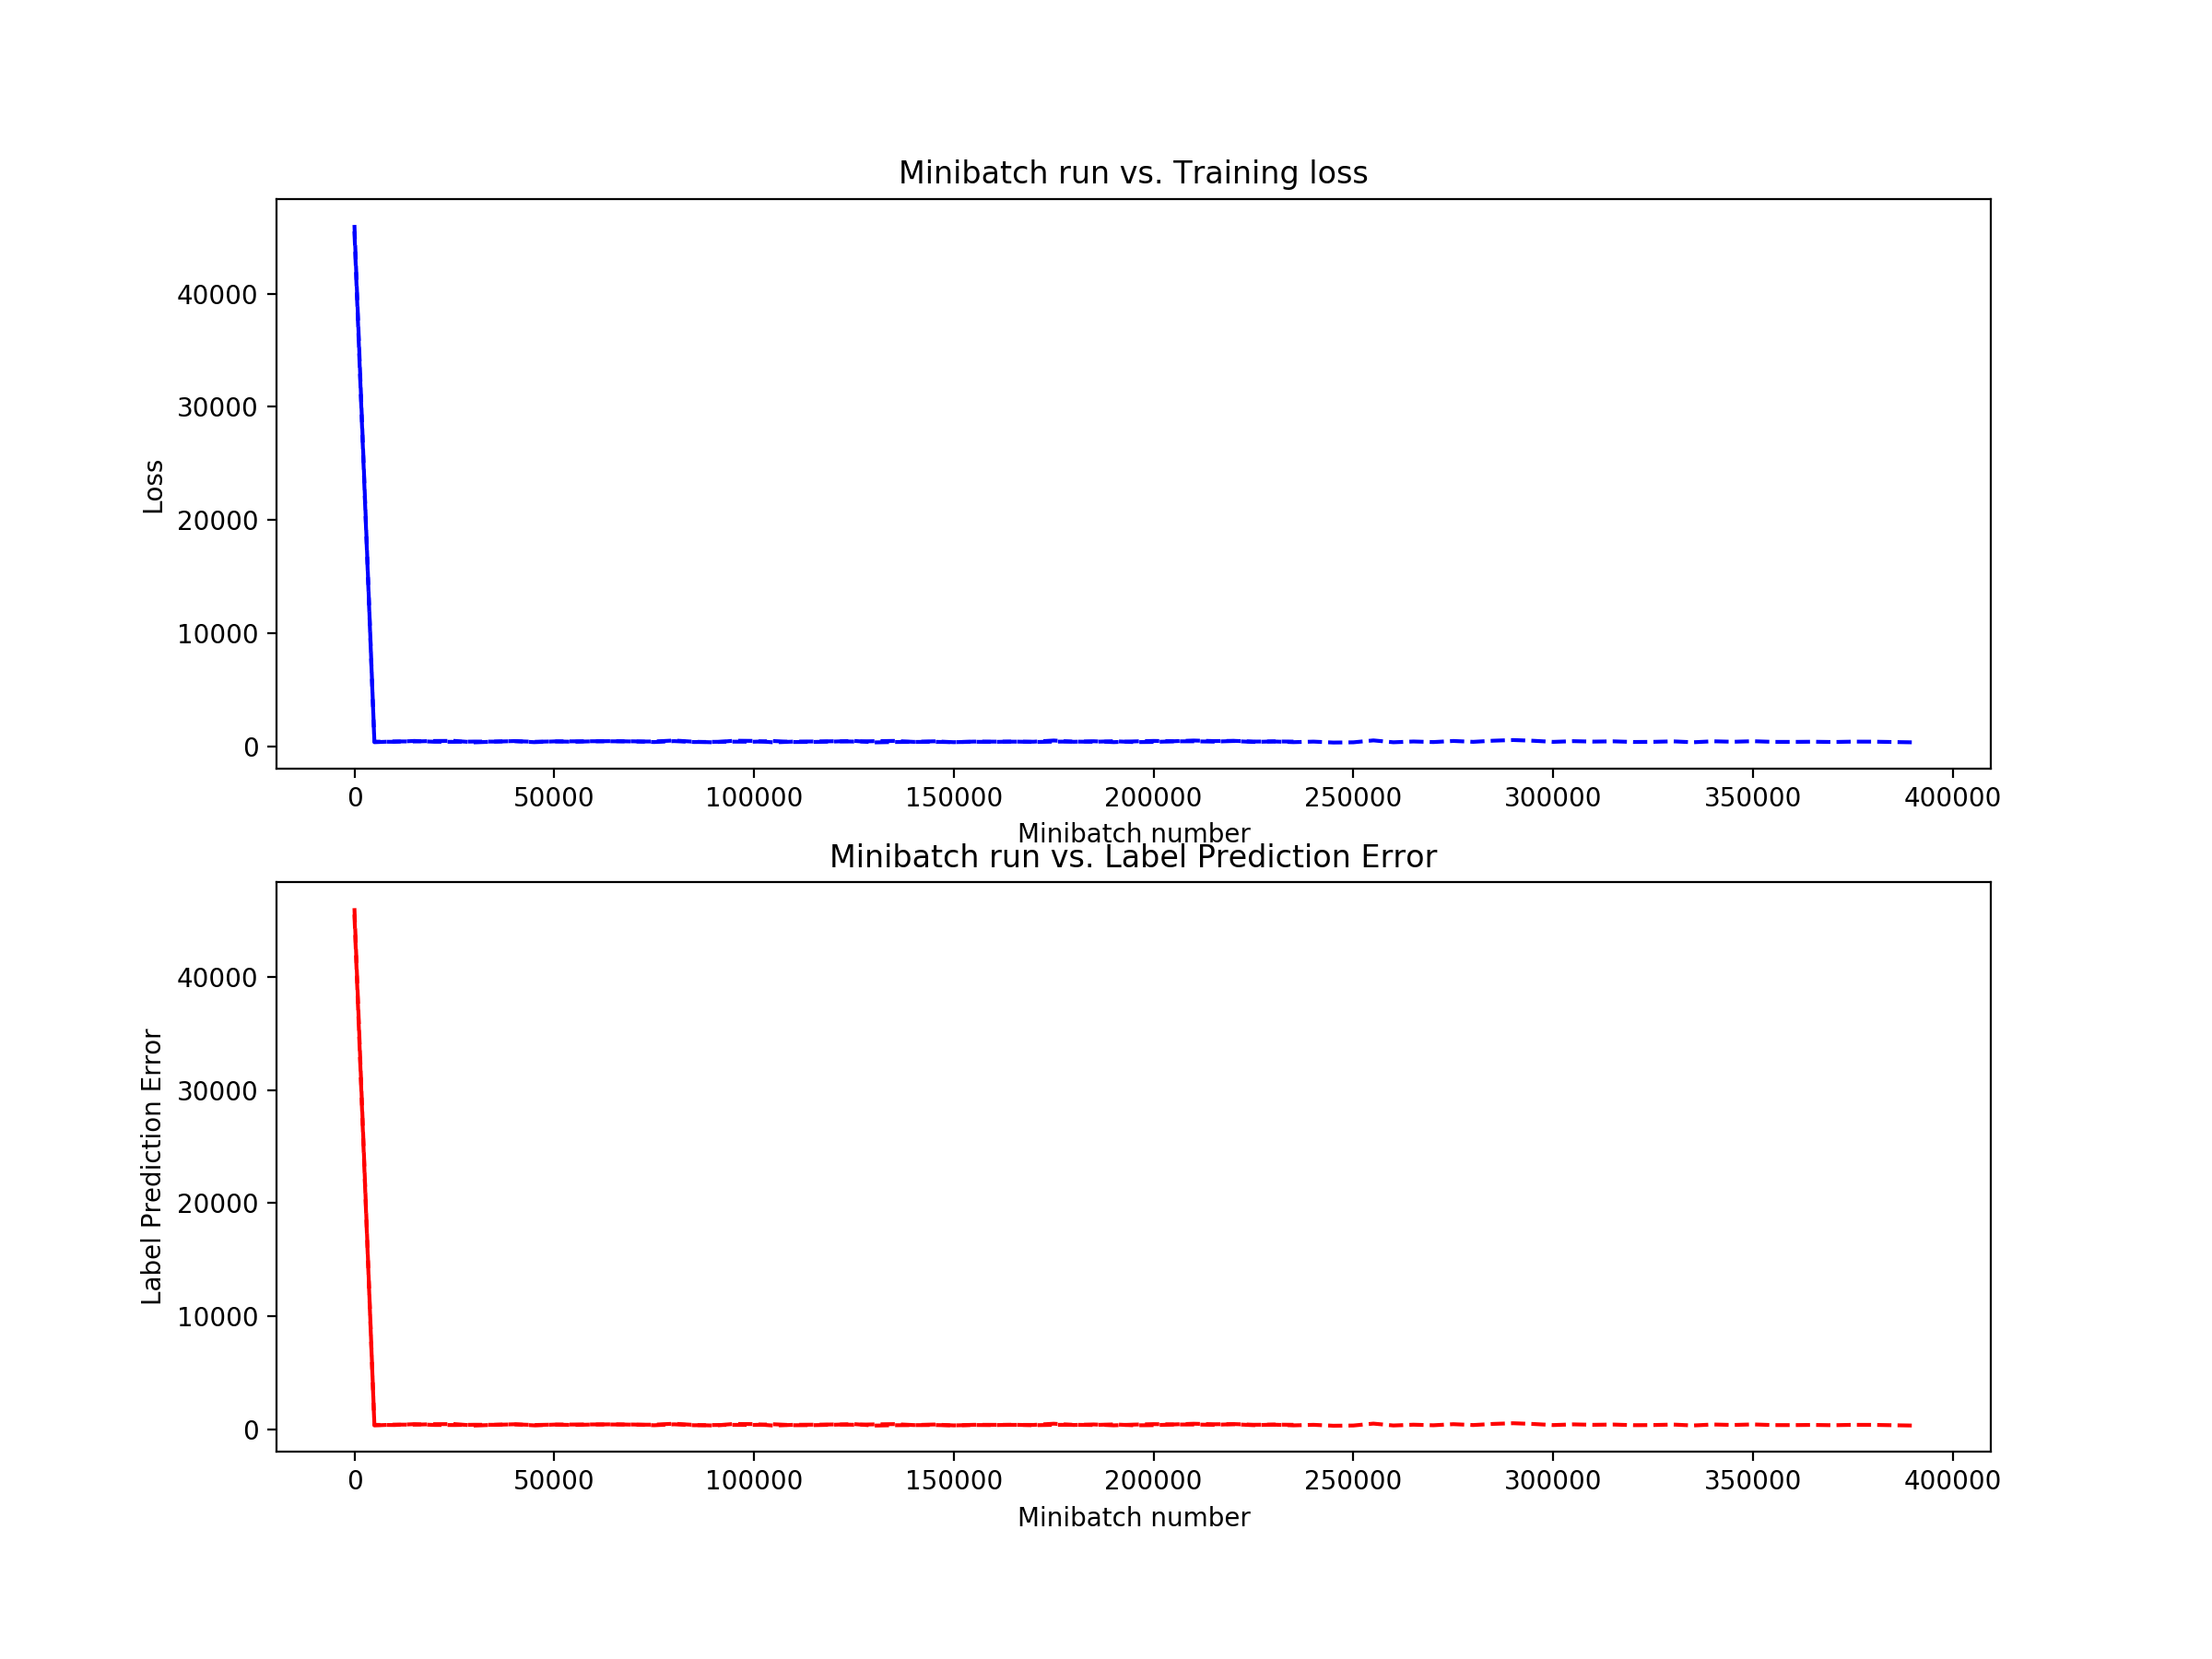 Minibatch run vs. Training loss
40000
30000
20000
10000
0
Loss
0 50000 100000 150000 200000 250000 300000 350000 400000
Minibatch number
Minibatch run vs. Label Prediction Error
40000
30000
20000
10000
0
Label Prediction Error
0 50000 100000 150000 200000 250000 300000 350000 400000
Minibatch number